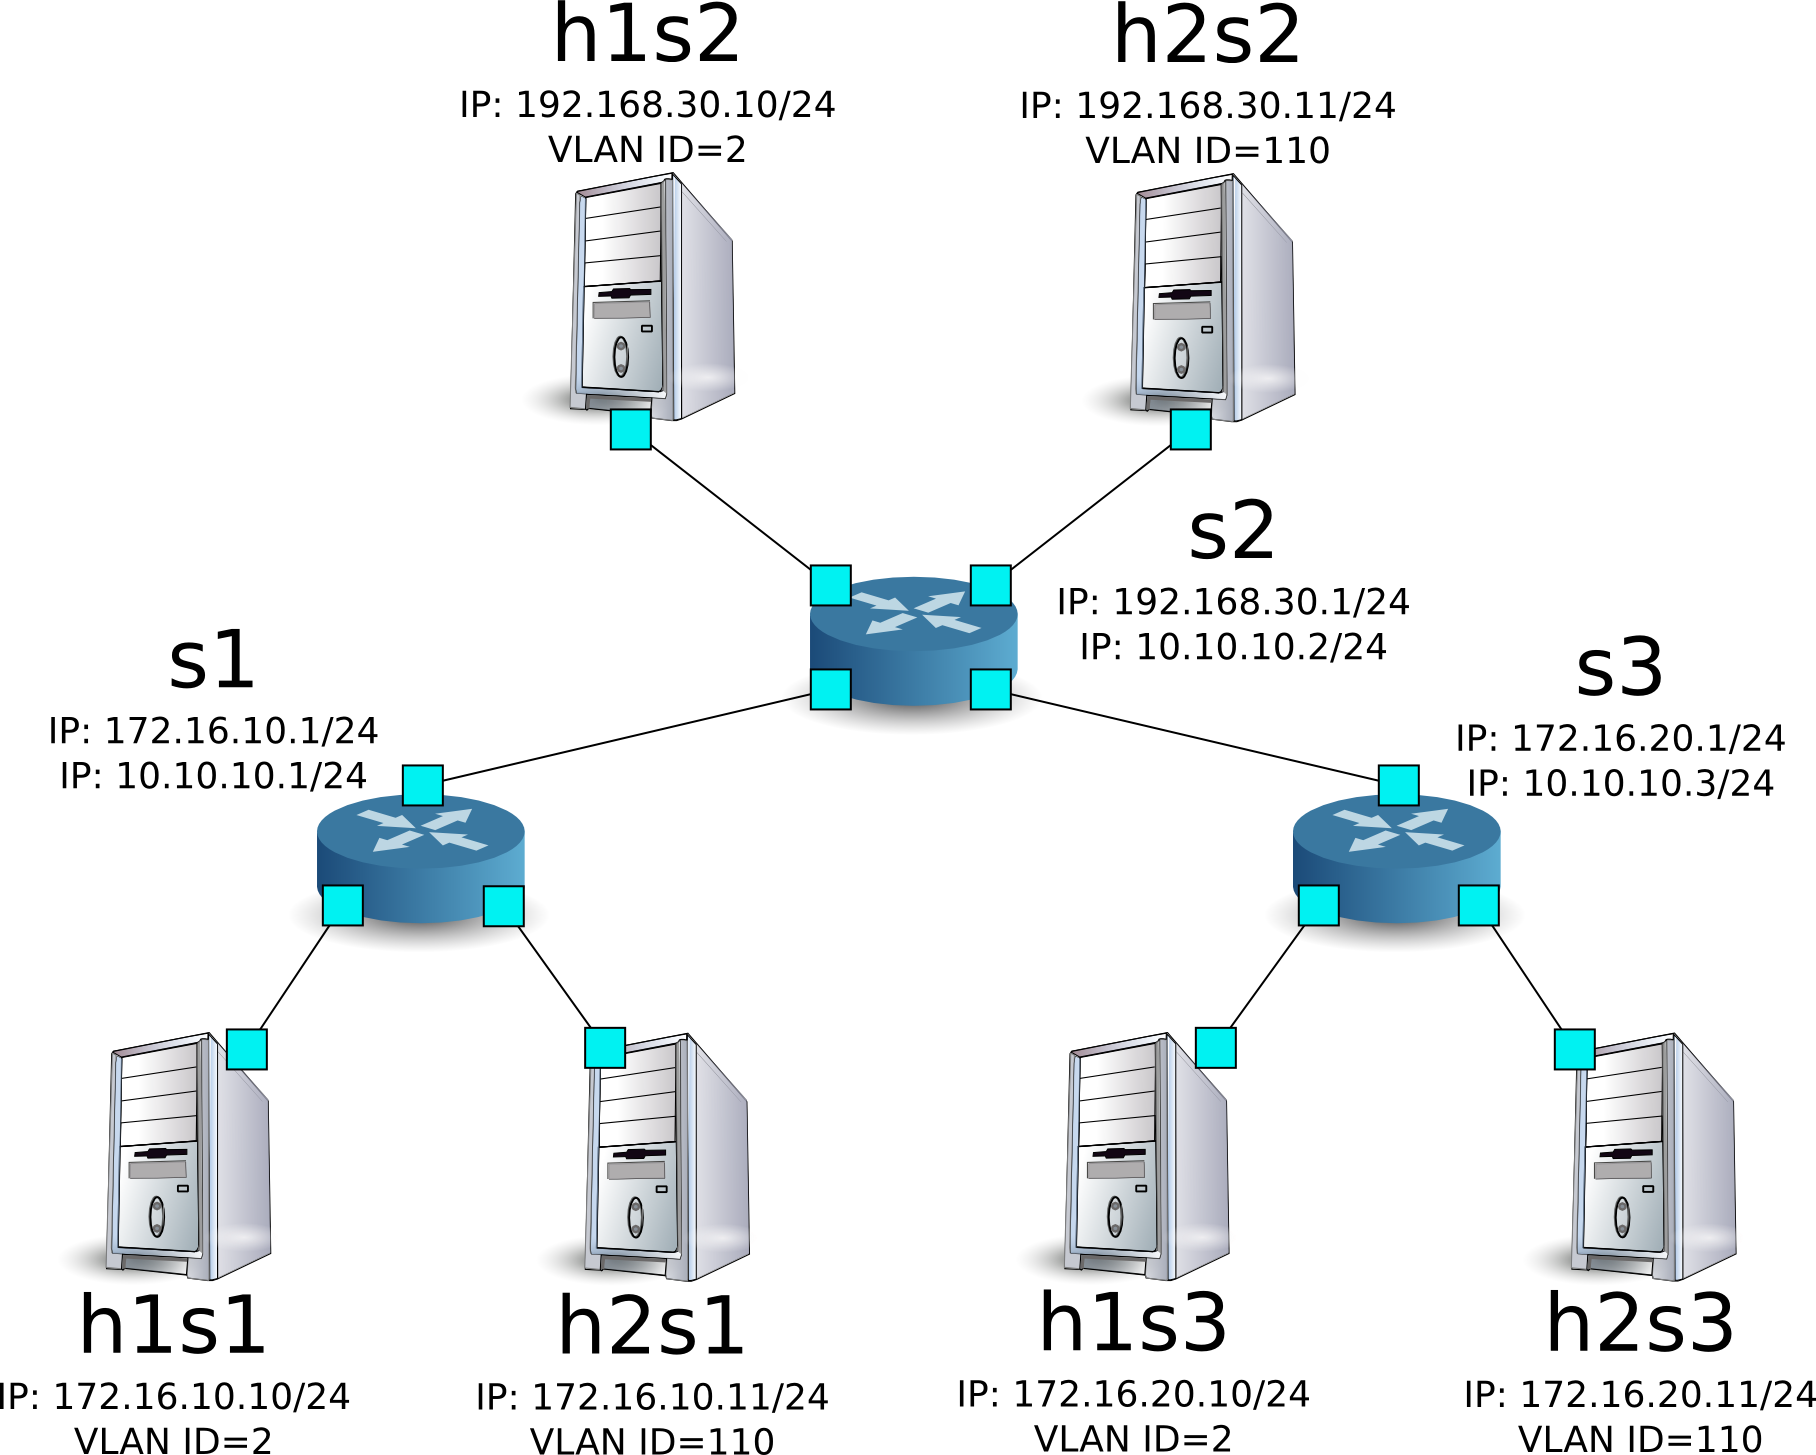 h1s2
IP: 192.168.30.10/24
VLAN ID=2
h2s2
IP: 192.168.30.11/24
VLAN ID=110
s2
IP: 192.168.30.1/24
IP: 10.10.10.2/24
s1
IP: 172.16.10.1/24
IP: 10.10.10.1/24
s3
IP: 172.16.20.1/24
IP: 10.10.10.3/24
h1s1
IP: 172.16.10.10/24
VLAN ID=2
h2s1
IP: 172.16.10.11/24
VLAN ID=110
h1s3
IP: 172.16.20.10/24
VLAN ID=2
h2s3
IP: 172.16.20.11/24
VLAN ID=110